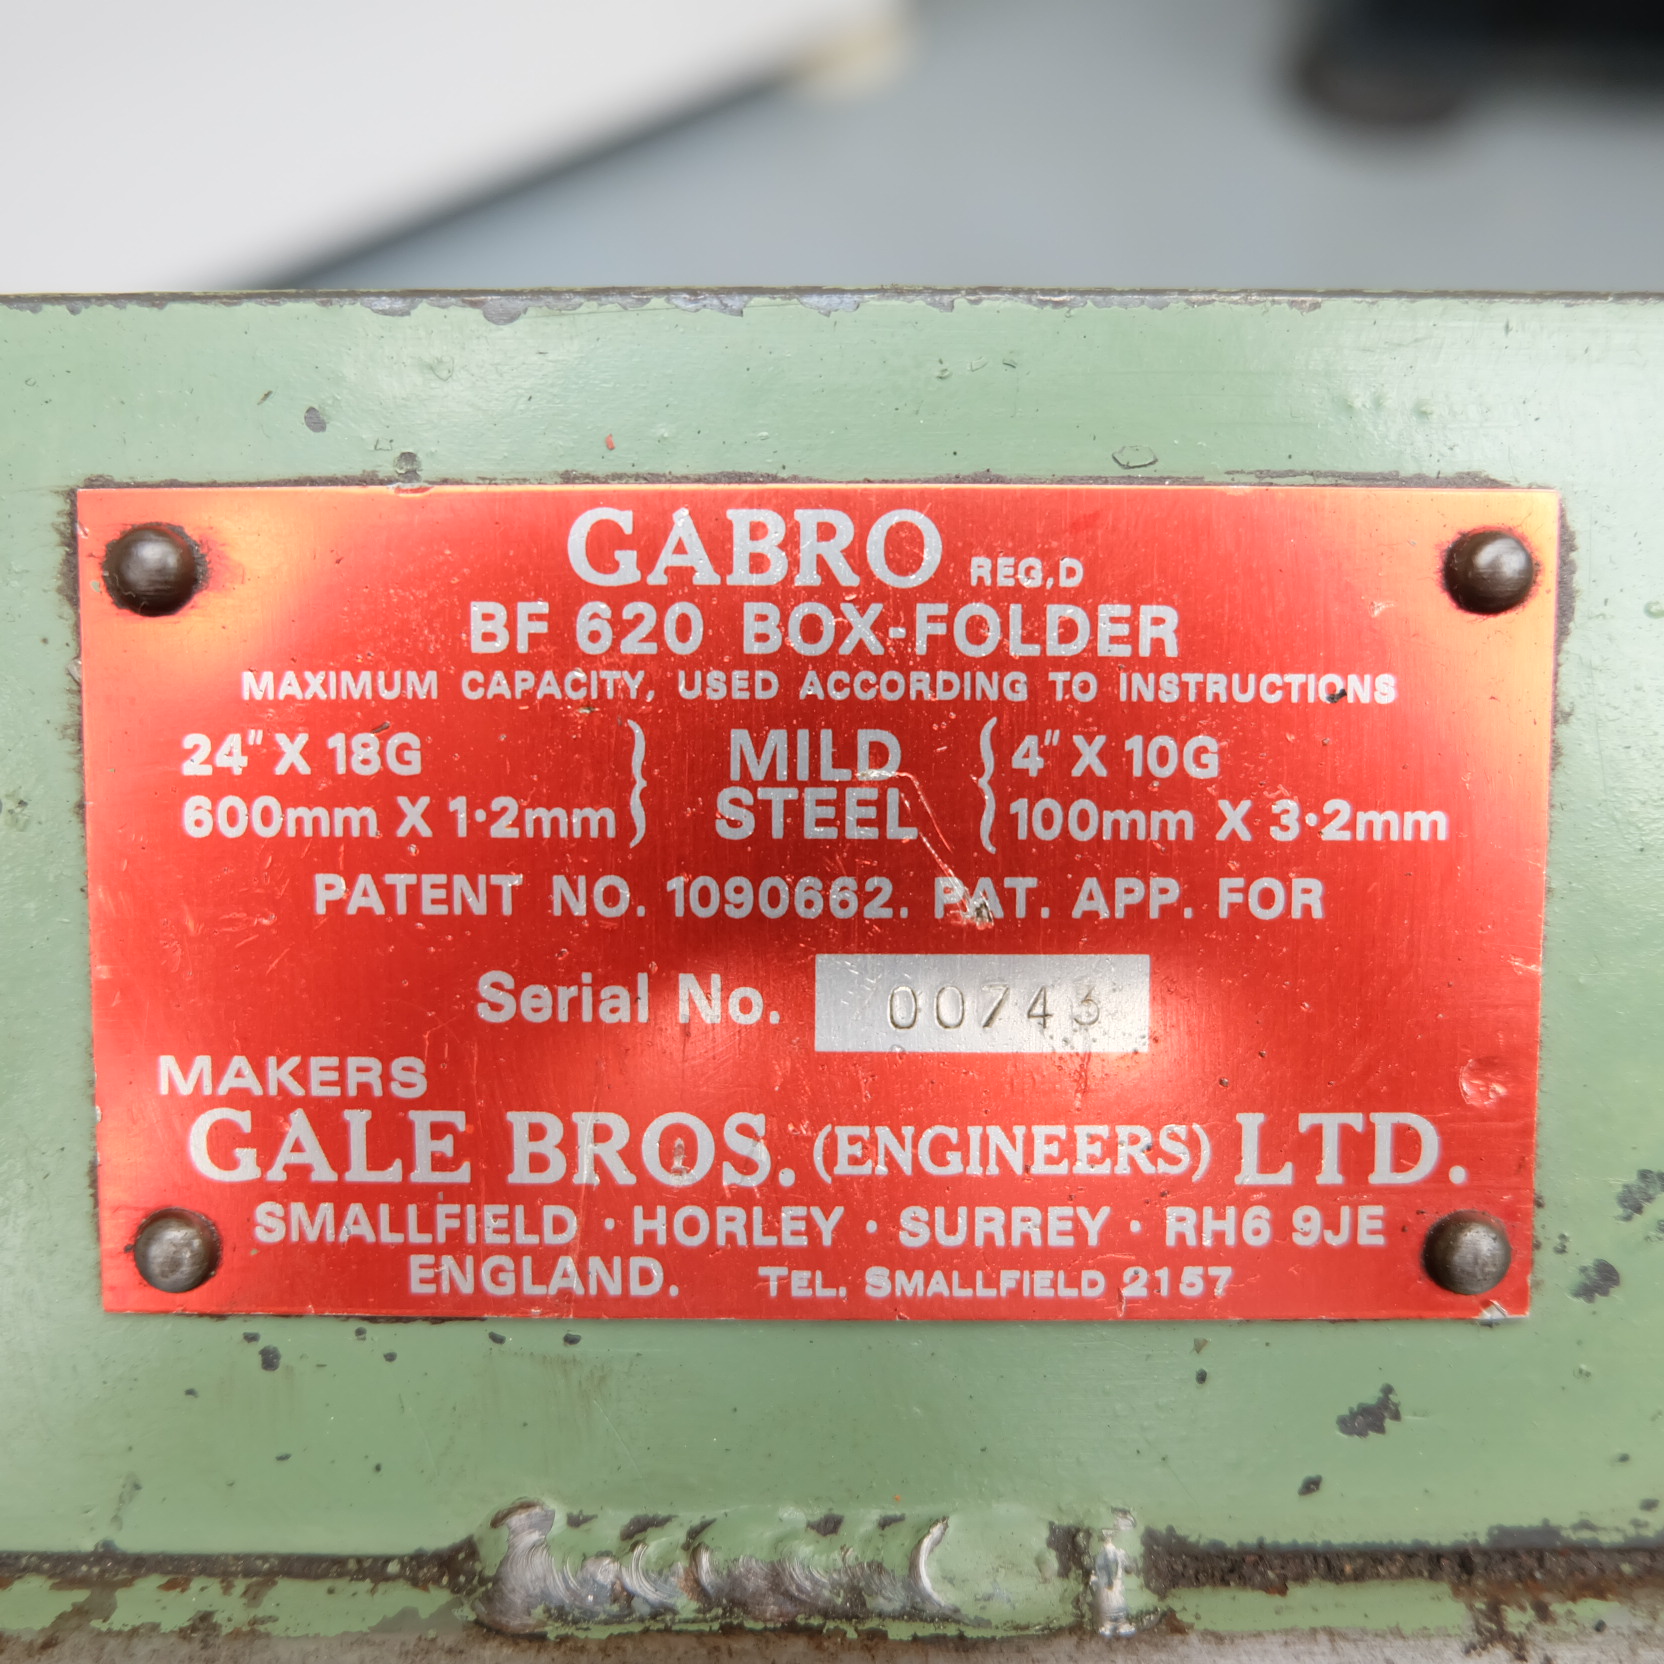 GABRO REG,D
BF 620 BOX-FOLDER
MAXIMUM CAPACITY, USED ACCORDING TO INSTRUCTIONS
24" X 18G } MILD { 4" X 10G
600mm X 1·2mm } STEEL { 100mm X 3·2mm
PATENT NO. 1090662. PAT. APP. FOR
Serial No. 00743
MAKERS
GALE BROS. (ENGINEERS) LTD.
SMALLFIELD · HORLEY · SURREY · RH6 9JE
ENGLAND. TEL. SMALLFIELD 2157